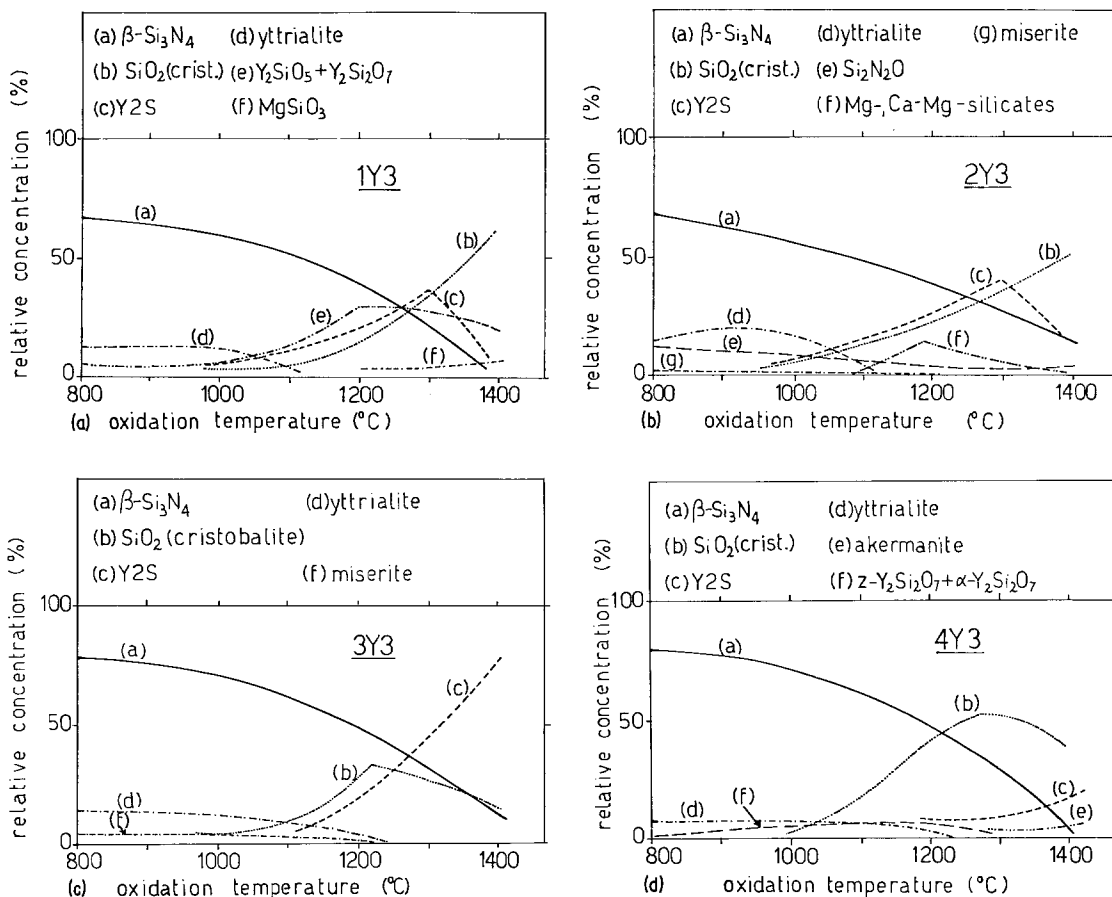 (a) β-Si₃N₄ (d) yttrialite
(b) SiO₂(crist.) (e) Y₂SiO₅+Y₂Si₂O₇
(c) Y2S (f) MgSiO₃
relative concentration (%)
100
50
0
1Y3
(a)
(b)
(c)
(d)
(e)
(f)
800 1000 1200 1400
(a) oxidation temperature (°C)
(a) β-Si₃N₄ (d) yttrialite (g) miserite
(b) SiO₂(crist.) (e) Si₂N₂O
(c) Y2S (f) Mg-, Ca-Mg-silicates
relative concentration (%)
100
50
0
2Y3
(a)
(b)
(c)
(d)
(e)
(f)
(g)
800 1000 1200 1400
(b) oxidation temperature (°C)
(a) β-Si₃N₄ (d) yttrialite
(b) SiO₂ (cristobalite)
(c) Y2S (f) miserite
relative concentration (%)
100
50
0
3Y3
(a)
(c)
(b)
(d)
(f)
800 1000 1200 1400
(c) oxidation temperature (°C)
(a) β-Si₃N₄ (d) yttrialite
(b) SiO₂(crist.) (e) akermanite
(c) Y2S (f) z-Y₂Si₂O₇+α-Y₂Si₂O₇
relative concentration (%)
100
50
0
4Y3
(a)
(b)
(c)
(d)
(f)
(e)
800 1000 1200 1400
(d) oxidation temperature (°C)